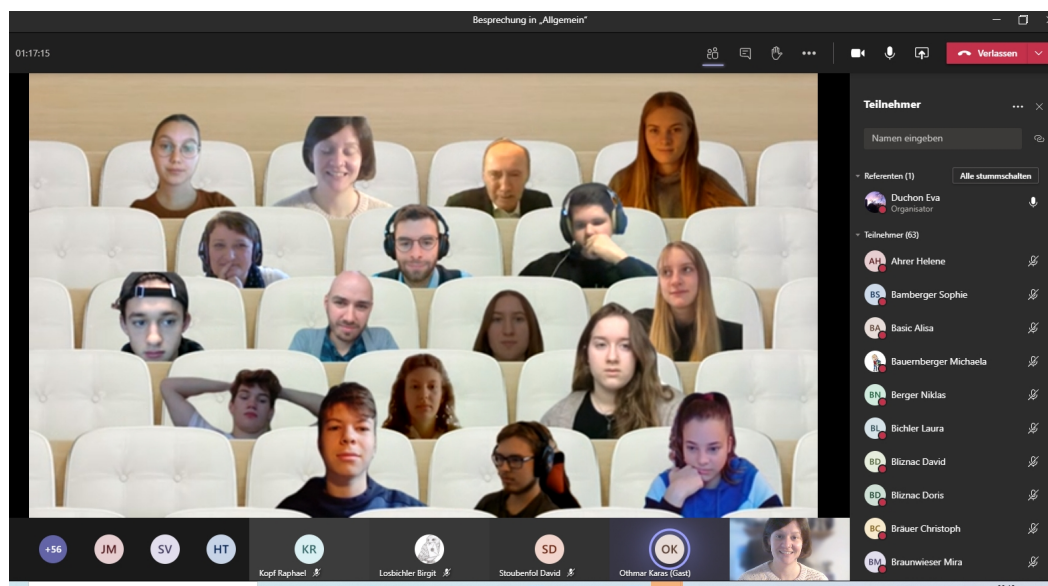 Besprechung in „Allgemein"
01:17:15
Verlassen
Teilnehmer
Namen eingeben
Referenten (1)
Alle stummschalten
Duchon Eva
Organisator
Teilnehmer (63)
AH Ahrer Helene
BS Bamberger Sophie
BA Basic Alisa
Bauernberger Michaela
BN Berger Niklas
BL Bichler Laura
BD Bliznac David
BD Bliznac Doris
BC Bräuer Christoph
BM Braunwieser Mira
+56
JM
SV
HT
KR
Kopf Raphael
Losbichler Birgit
SD
Stoubenfol David
OK
Othmar Karas (Gast)